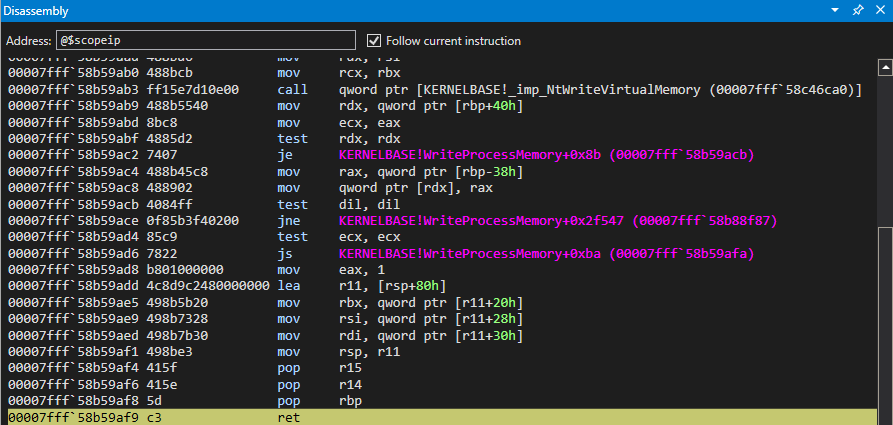 Disassembly
Address: @$scopeip Follow current instruction
00007fff`58b59ab0 488bcb mov rcx, rbx
00007fff`58b59ab3 ff15e7d10e00 call qword ptr [KERNELBASE!_imp_NtWriteVirtualMemory (00007fff`58c46ca0)]
00007fff`58b59ab9 488b5540 mov rdx, qword ptr [rbp+40h]
00007fff`58b59abd 8bc8 mov ecx, eax
00007fff`58b59abf 4885d2 test rdx, rdx
00007fff`58b59ac2 7407 je KERNELBASE!WriteProcessMemory+0x8b (00007fff`58b59acb)
00007fff`58b59ac4 488b45c8 mov rax, qword ptr [rbp-38h]
00007fff`58b59ac8 488902 mov qword ptr [rdx], rax
00007fff`58b59acb 4084ff test dil, dil
00007fff`58b59ace 0f85b3f40200 jne KERNELBASE!WriteProcessMemory+0x2f547 (00007fff`58b88f87)
00007fff`58b59ad4 85c9 test ecx, ecx
00007fff`58b59ad6 7822 js KERNELBASE!WriteProcessMemory+0xba (00007fff`58b59afa)
00007fff`58b59ad8 b801000000 mov eax, 1
00007fff`58b59add 4c8d9c2480000000 lea r11, [rsp+80h]
00007fff`58b59ae5 498b5b20 mov rbx, qword ptr [r11+20h]
00007fff`58b59ae9 498b7328 mov rsi, qword ptr [r11+28h]
00007fff`58b59aed 498b7b30 mov rdi, qword ptr [r11+30h]
00007fff`58b59af1 498be3 mov rsp, r11
00007fff`58b59af4 415f pop r15
00007fff`58b59af6 415e pop r14
00007fff`58b59af8 5d pop rbp
00007fff`58b59af9 c3 ret